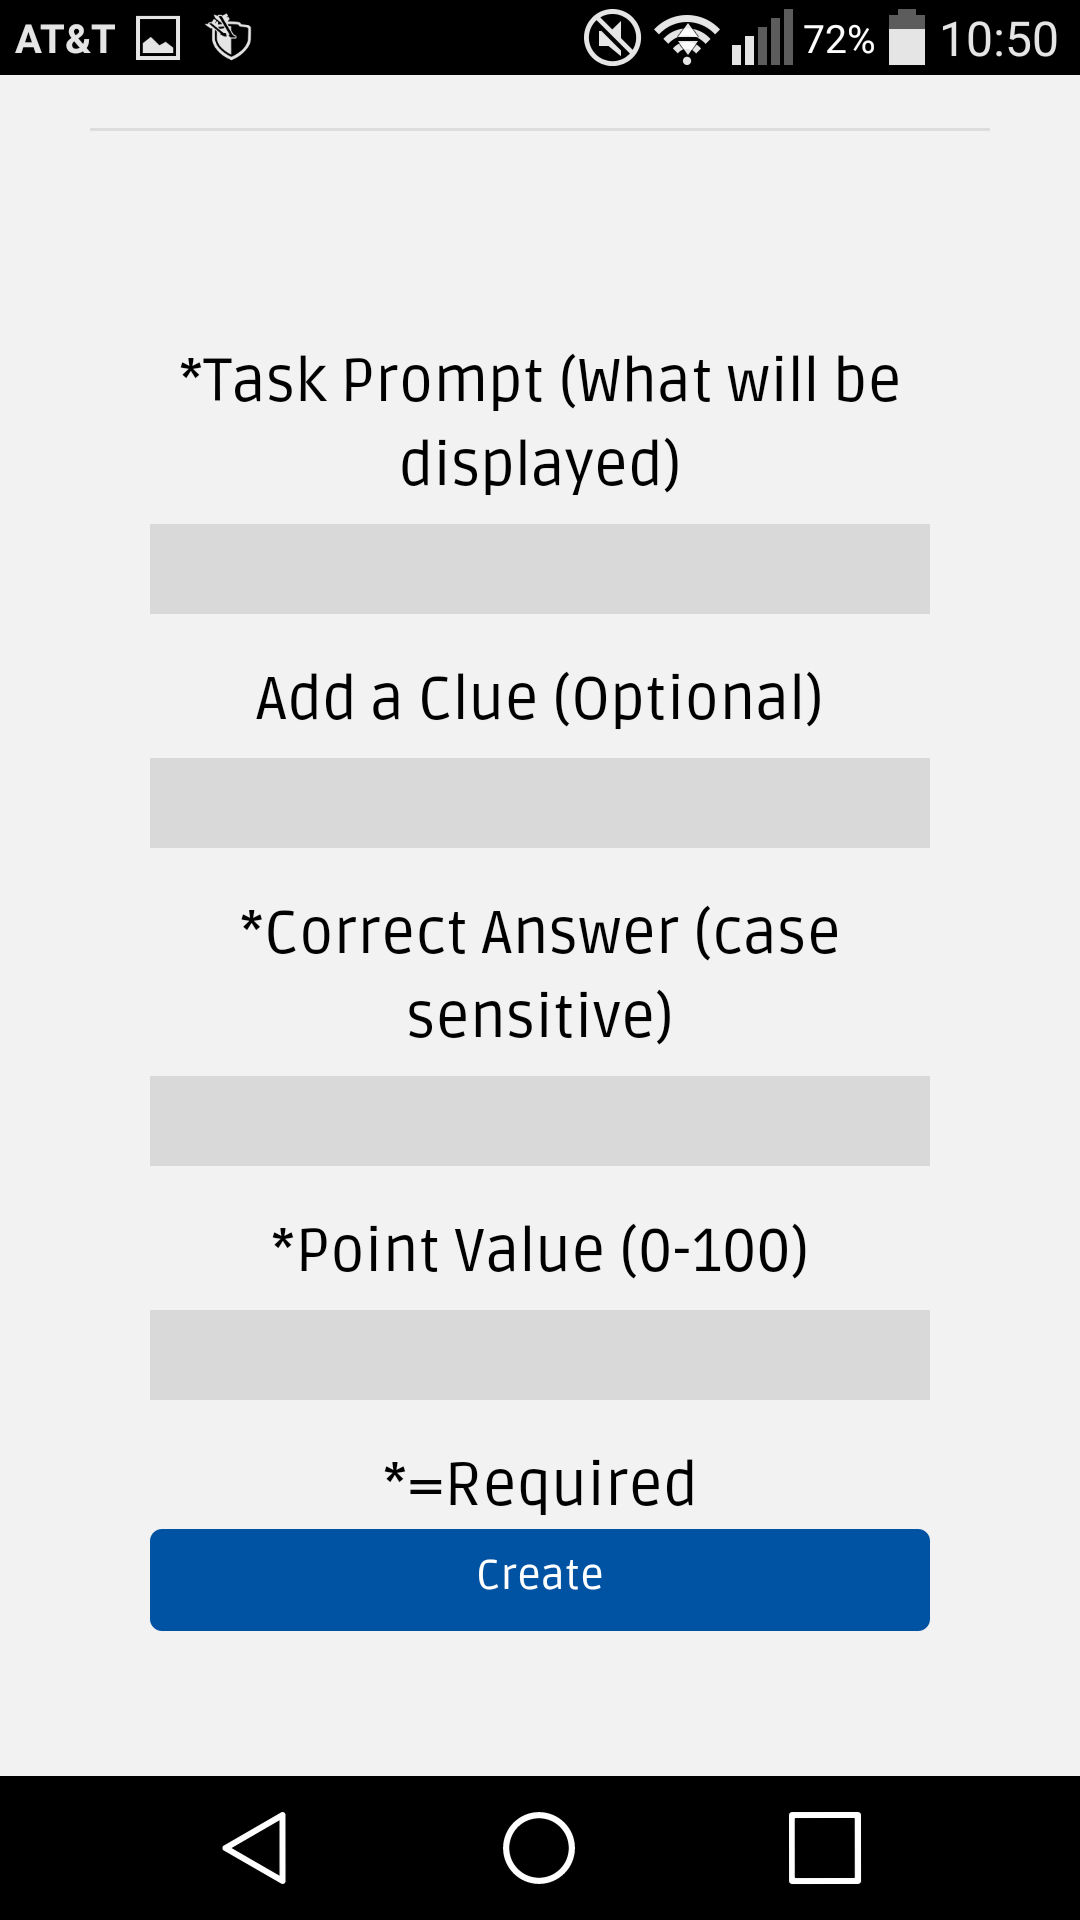 AT&T 72% 10:50
*Task Prompt (What will be
displayed)
Add a Clue (Optional)
*Correct Answer (case
sensitive)
*Point Value (0-100)
*=Required
Create